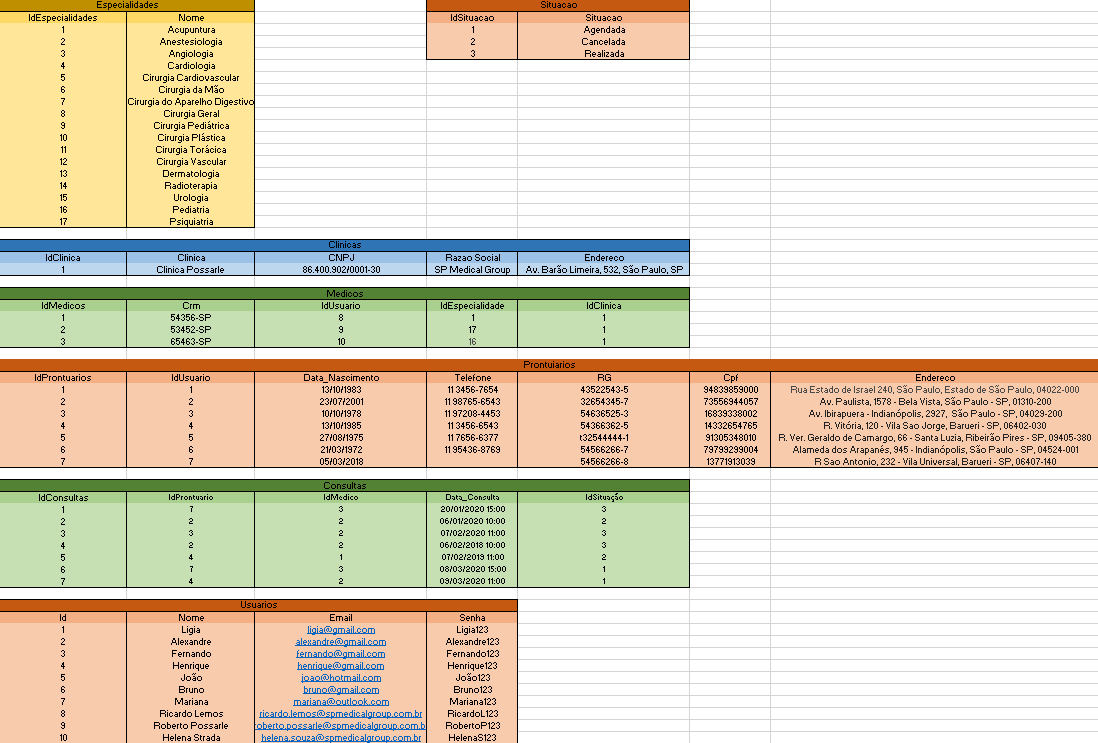 Especialidades
IdEspecialidades Nome
1 Acupuntura
2 Anestesiologia
3 Angiologia
4 Cardiologia
5 Cirurgia Cardiovascular
6 Cirurgia da Mão
7 Cirurgia do Aparelho Digestivo
8 Cirurgia Geral
9 Cirurgia Pediátrica
10 Cirurgia Plástica
11 Cirurgia Torácica
12 Cirurgia Vascular
13 Dermatologia
14 Radioterapia
15 Urologia
16 Pediatria
17 Psiquiatria
Situacao
IdSituacao Situacao
1 Agendada
2 Cancelada
3 Realizada
Clinicas
IdClinica Clinica CNPJ Razao Social Endereco
1 Clinica Possarle 86.400.902/0001-30 SP Medical Group Av. Barão Limeira, 532, São Paulo, SP
Medicos
IdMedicos Crm IdUsuario IdEspecialidade IdClinica
1 54356-SP 8 1 1
2 53452-SP 9 17 1
3 65463-SP 10 16 1
Prontuiarios
IdProntuarios IdUsuario Data_Nascimento Telefone RG Cpf Endereco
1 1 13/10/1983 11 3456-7654 43522543-5 94839859000 Rua Estado de Israel 240, São Paulo, Estado de São Paulo, 04022-000
2 2 23/07/2001 11 98765-6543 32654345-7 73556944057 Av. Paulista, 1578 - Bela Vista, São Paulo - SP, 01310-200
3 3 10/10/1978 11 97208-4453 54636525-3 16839338002 Av. Ibirapuera - Indianópolis, 2927, São Paulo - SP, 04029-200
4 4 13/10/1985 11 3456-6543 54366362-5 14332654765 R. Vitória, 120 - Vila Sao Jorge, Barueri - SP, 06402-030
5 5 27/08/1975 11 7656-6377 t32544444-1 91305348010 R. Ver. Geraldo de Camargo, 66 - Santa Luzia, Ribeirão Pires - SP, 09405-380
6 6 21/03/1972 11 95436-8769 54566266-7 79799299004 Alameda dos Arapanés, 945 - Indianópolis, São Paulo - SP, 04524-001
7 7 05/03/2018 54566266-8 13771913039 R Sao Antonio, 232 - Vila Universal, Barueri - SP, 06407-140
Consultas
IdConsultas IdProntuario IdMedico Data_Consulta IdSituação
1 7 3 20/01/2020 15:00 3
2 2 2 06/01/2020 10:00 2
3 3 2 07/02/2020 11:00 3
4 2 2 06/02/2018 10:00 3
5 4 1 07/02/2019 11:00 2
6 7 3 08/03/2020 15:00 1
7 4 2 09/03/2020 11:00 1
Usuarios
Id Nome Email Senha
1 Ligia ligia@gmail.com Ligia123
2 Alexandre alexandre@gmail.com Alexandre123
3 Fernando fernando@gmail.com Fernando123
4 Henrique henrique@gmail.com Henrique123
5 João joao@hotmail.com João123
6 Bruno bruno@gmail.com Bruno123
7 Mariana mariana@outlook.com Mariana123
8 Ricardo Lemos ricardo.lemos@spmedicalgroup.com.br RicardoL123
9 Roberto Possarle roberto.possarle@spmedicalgroup.com.b RobertoP123
10 Helena Strada helena.souza@spmedicalgroup.com.br HelenaS123